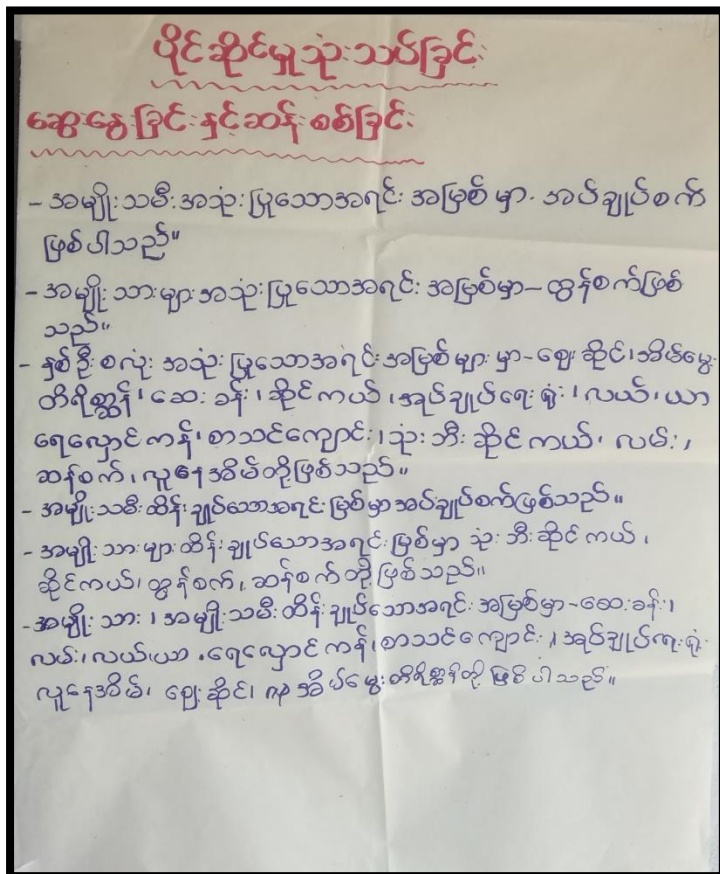 ပိုင်ဆိုင်မှုသုံးသပ်ခြင်း
ဆွေးနွေးခြင်းနှင့်ဆန်းစစ်ခြင်း
- အမျိုးသမီးအသုံးပြုသောအရင်းအမြစ်မှာ- အပ်ချုပ်စက်
ဖြစ်ပါသည်။
- အမျိုးသားများအသုံးပြုသောအရင်းအမြစ်မှာ-ထွန်စက်ဖြစ်
သည်။
- နှစ်ဦးစလုံးအသုံးပြုသောအရင်းအမြစ်များမှာ-ဈေးဆိုင်၊အိမ်မွေး
တိရိစ္ဆာန်၊ ဆေးခန်း၊ ဆိုင်ကယ်၊ အုပ်ချုပ်ရေးရုံး၊ လယ်၊ယာ
ရေလှောင်ကန်၊စာသင်ကျောင်း၊သုံးဘီးဆိုင်ကယ်၊ လမ်း၊
ဆန်စက်၊လူနေအိမ်တို့ဖြစ်သည်။
- အမျိုးသမီးထိန်းချုပ်သောအရင်းမြစ်မှာအပ်ချုပ်စက်ဖြစ်သည်။
- အမျိုးသားများထိန်းချုပ်သောအရင်းမြစ်မှာ သုံးဘီးဆိုင်ကယ်၊
ဆိုင်ကယ်၊ထွန်စက်၊ဆန်စက်တို့ဖြစ်သည်။
-အမျိုးသား၊အမျိုးသမီးထိန်းချုပ်သောအရင်းအမြစ်မှာ-ဆေးခန်း၊
လမ်း၊လယ်၊ယာ၊ရေလှောင်ကန်၊စာသင်ကျောင်း၊အုပ်ချုပ်ရေးရုံး
လူနေအိမ်၊ ဈေးဆိုင်၊ အိမ်မွေးတိရိစ္ဆာန်တို့ဖြစ်ပါသည်။